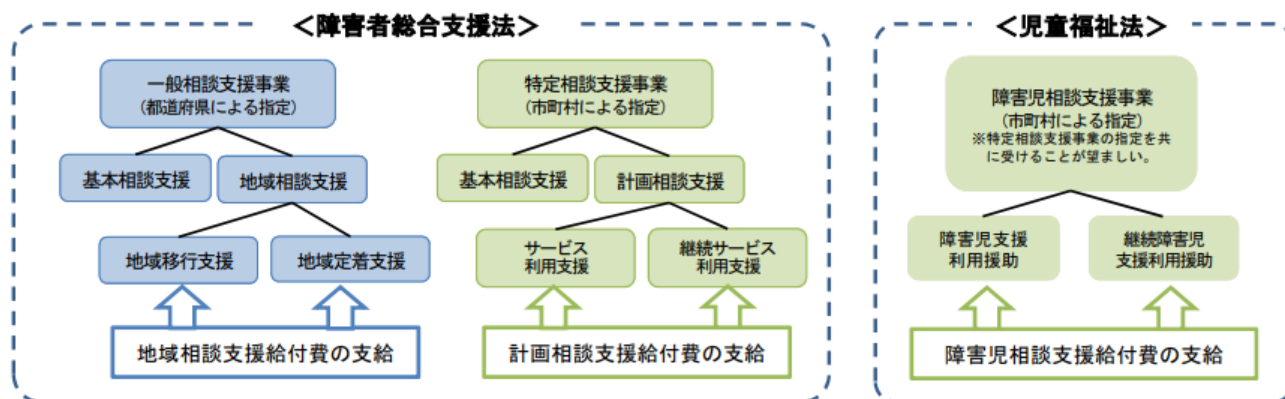 <障害者総合支援法>
一般相談支援事業
(都道府県による指定)
基本相談支援
地域相談支援
地域移行支援
地域定着支援
地域相談支援給付費の支給
特定相談支援事業
(市町村による指定)
基本相談支援
計画相談支援
サービス
利用支援
継続サービス
利用支援
計画相談支援給付費の支給
<児童福祉法>
障害児相談支援事業
(市町村による指定)
※特定相談支援事業の指定を共
に受けることが望ましい。
障害児支援
利用援助
継続障害児
支援利用援助
障害児相談支援給付費の支給